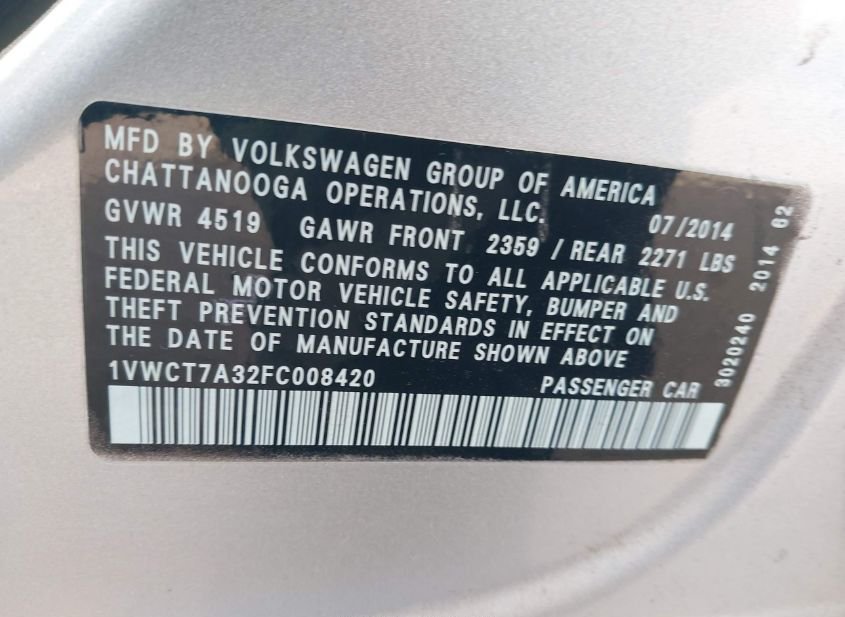 MFD BY VOLKSWAGEN GROUP OF AMERICA
CHATTANOOGA OPERATIONS, LLC.
07/2014
GVWR 4519 GAWR FRONT 2359 / REAR 2271 LBS
THIS VEHICLE CONFORMS TO ALL APPLICABLE U.S.
FEDERAL MOTOR VEHICLE SAFETY, BUMPER AND
THEFT PREVENTION STANDARDS IN EFFECT ON
THE DATE OF MANUFACTURE SHOWN ABOVE
1VWCT7A32FC008420 PASSENGER CAR
3020240 2014 62